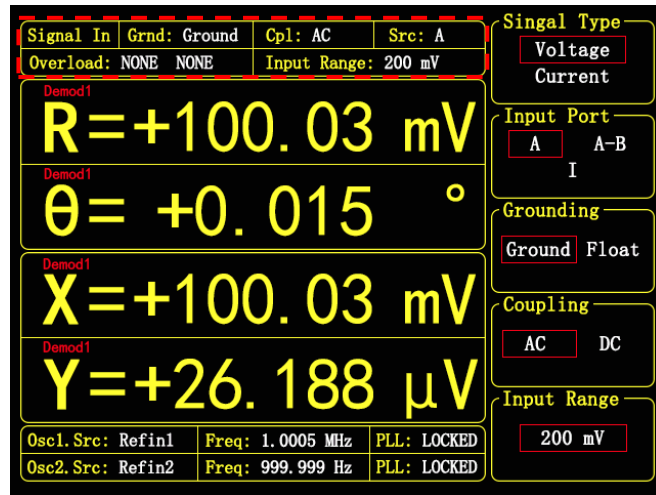 Signal In Grnd: Ground Cpl: AC Src: A
Overload: NONE NONE Input Range: 200 mV
Demod1
R=+100.03 mV
Demod1
θ= +0.015 °
Demod1
X=+100.03 mV
Demod1
Y=+26.188 μV
Osc1.Src: Refin1 Freq: 1.0005 MHz PLL: LOCKED
Osc2.Src: Refin2 Freq: 999.999 Hz PLL: LOCKED
Singal Type
Voltage
Current
Input Port
A A-B
I
Grounding
Ground Float
Coupling
AC DC
Input Range
200 mV